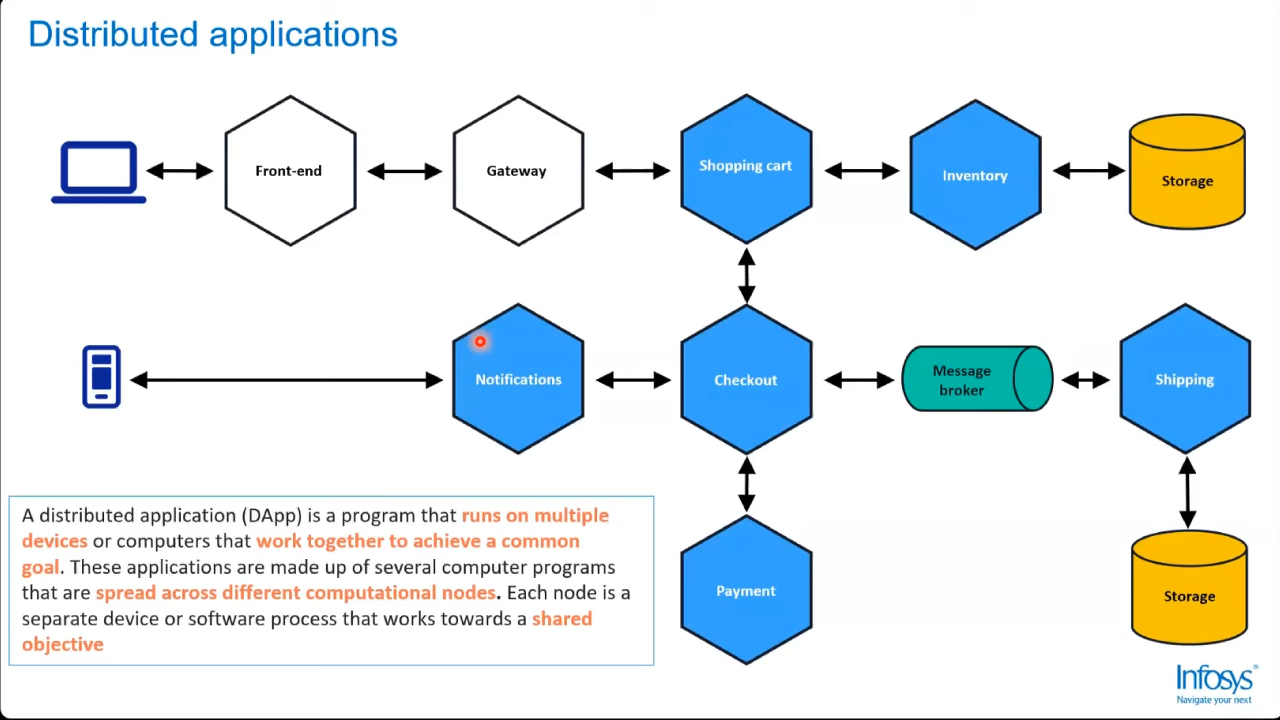 Distributed applications
Front-end
Gateway
Shopping cart
Inventory
Storage
Notifications
Checkout
Message
broker
Shipping
Payment
Storage
A distributed application (DApp) is a program that runs on multiple
devices or computers that work together to achieve a common
goal. These applications are made up of several computer programs
that are spread across different computational nodes. Each node is a
separate device or software process that works towards a shared
objective
Infosys®
Navigate your next